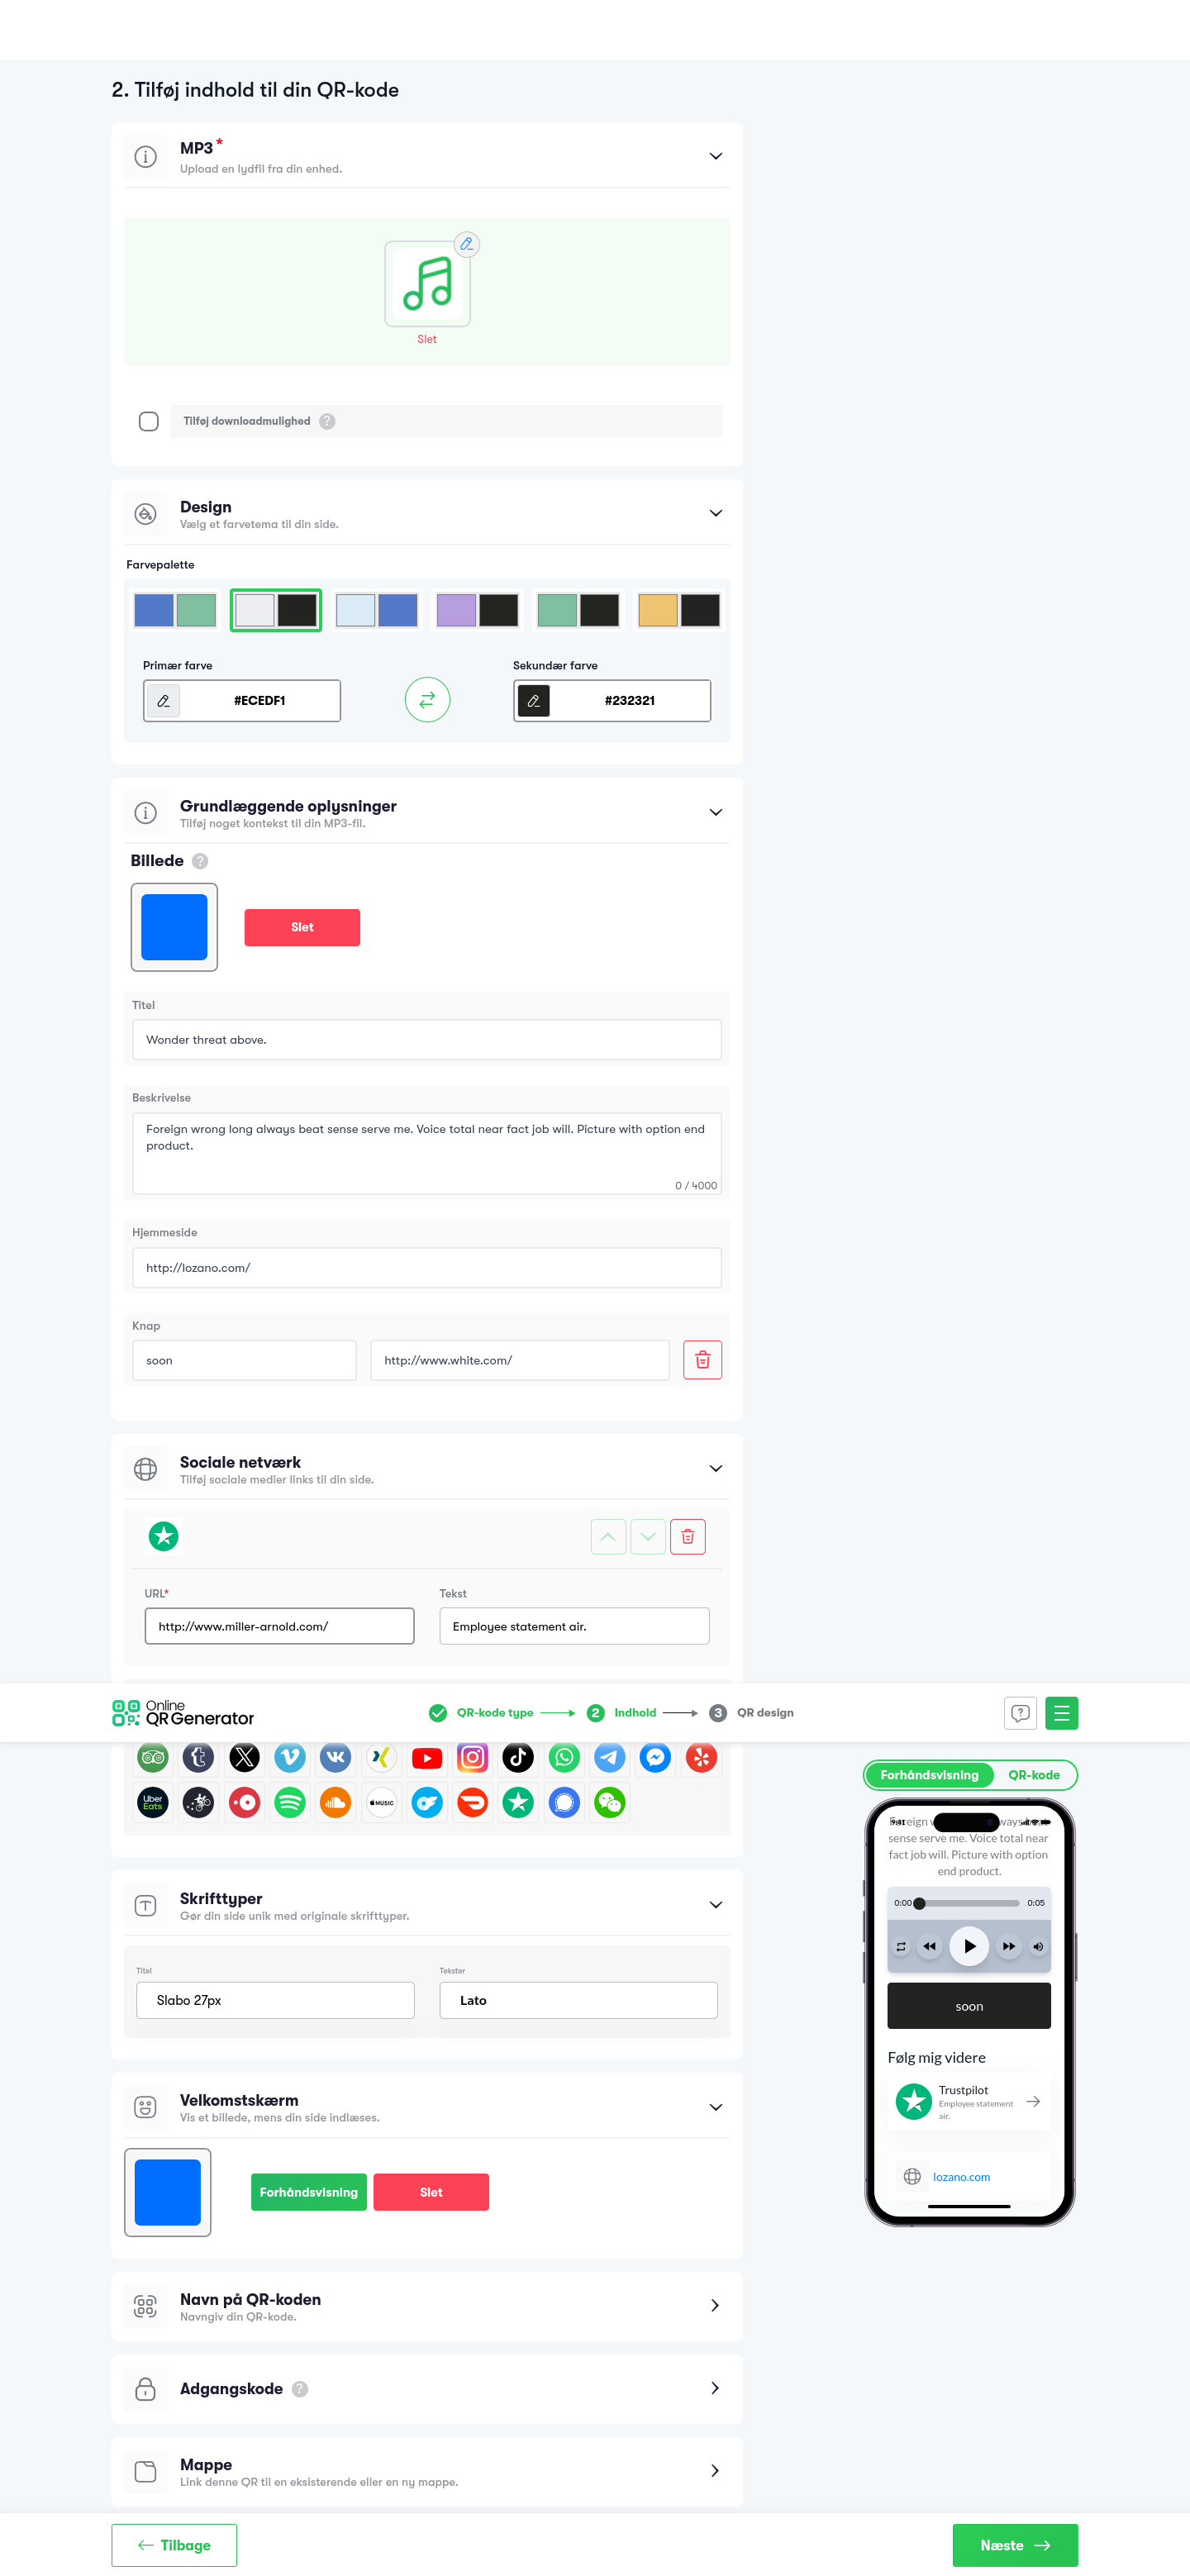 2. Tilføj indhold til din QR-kode
MP3 *
Upload en lydfil fra din enhed.
Slet
Tilføj downloadmulighed ?
Design
Vælg et farvetema til din side.
Farvepalette
Primær farve
Sekundær farve
#ECEDF1
#232321
Grundlæggende oplysninger
Tilføj noget kontekst til din MP3-fil.
Billede ?
Slet
Titel
Wonder threat above.
Beskrivelse
Foreign wrong long always beat sense serve me. Voice total near fact job will. Picture with option end
product.
0 / 4000
Hjemmeside
http://lozano.com/
Knap
soon
http://www.white.com/
Sociale netværk
Tilføj sociale medier links til din side.
URL*
Tekst
http://www.miller-arnold.com/
Employee statement air.
Online
QR Generator
QR-kode type
2 Indhold
3 QR design
Uber
Eats
MUSIC
Forhåndsvisning
QR-kode
9:41
sense serve me. Voice total near
fact job will. Picture with option
end product.
0:00
0:05
soon
Følg mig videre
Trustpilot
Employee statement
air.
lozano.com
Skrifttyper
Gør din side unik med originale skrifttyper.
Titel
Tekster
Slabo 27px
Lato
Velkomstskærm
Vis et billede, mens din side indlæses.
Forhåndsvisning
Slet
Navn på QR-koden
Navngiv din QR-kode.
Adgangskode ?
Mappe
Link denne QR til en eksisterende eller en ny mappe.
Tilbage
Næste